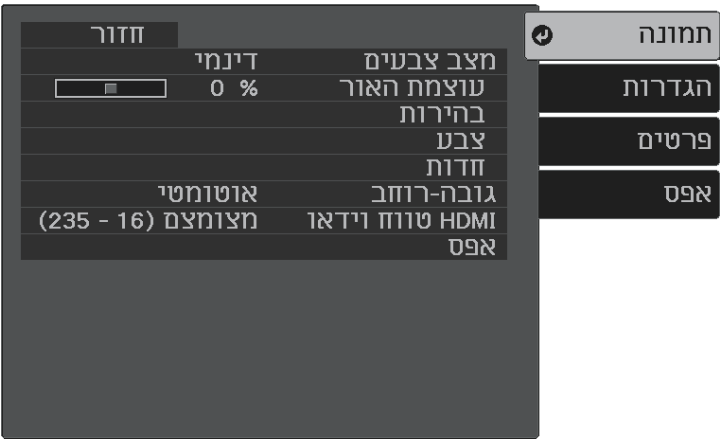 תמונה
הגדרות
פרטים
אפס
חזור
מצב צבעים דינמי
עוצמת האור 0 %
בהירות
צבע
חדות
גובה-רוחב אוטומטי
HDMI טווח וידאו מצומצם (16 - 235)
אפס